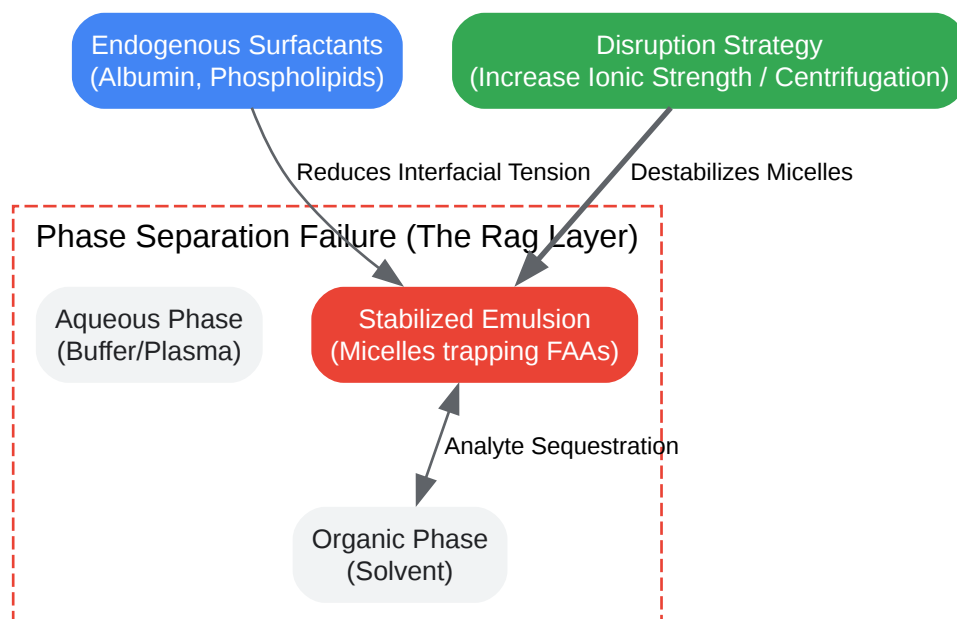 Endogenous Surfactants
(Albumin, Phospholipids)
Disruption Strategy
(Increase Ionic Strength / Centrifugation)
Reduces Interfacial Tension
Destabilizes Micelles
Phase Separation Failure (The Rag Layer)
Aqueous Phase
(Buffer/Plasma)
Stabilized Emulsion
(Micelles trapping FAAs)
Analyte Sequestration
Organic Phase
(Solvent)